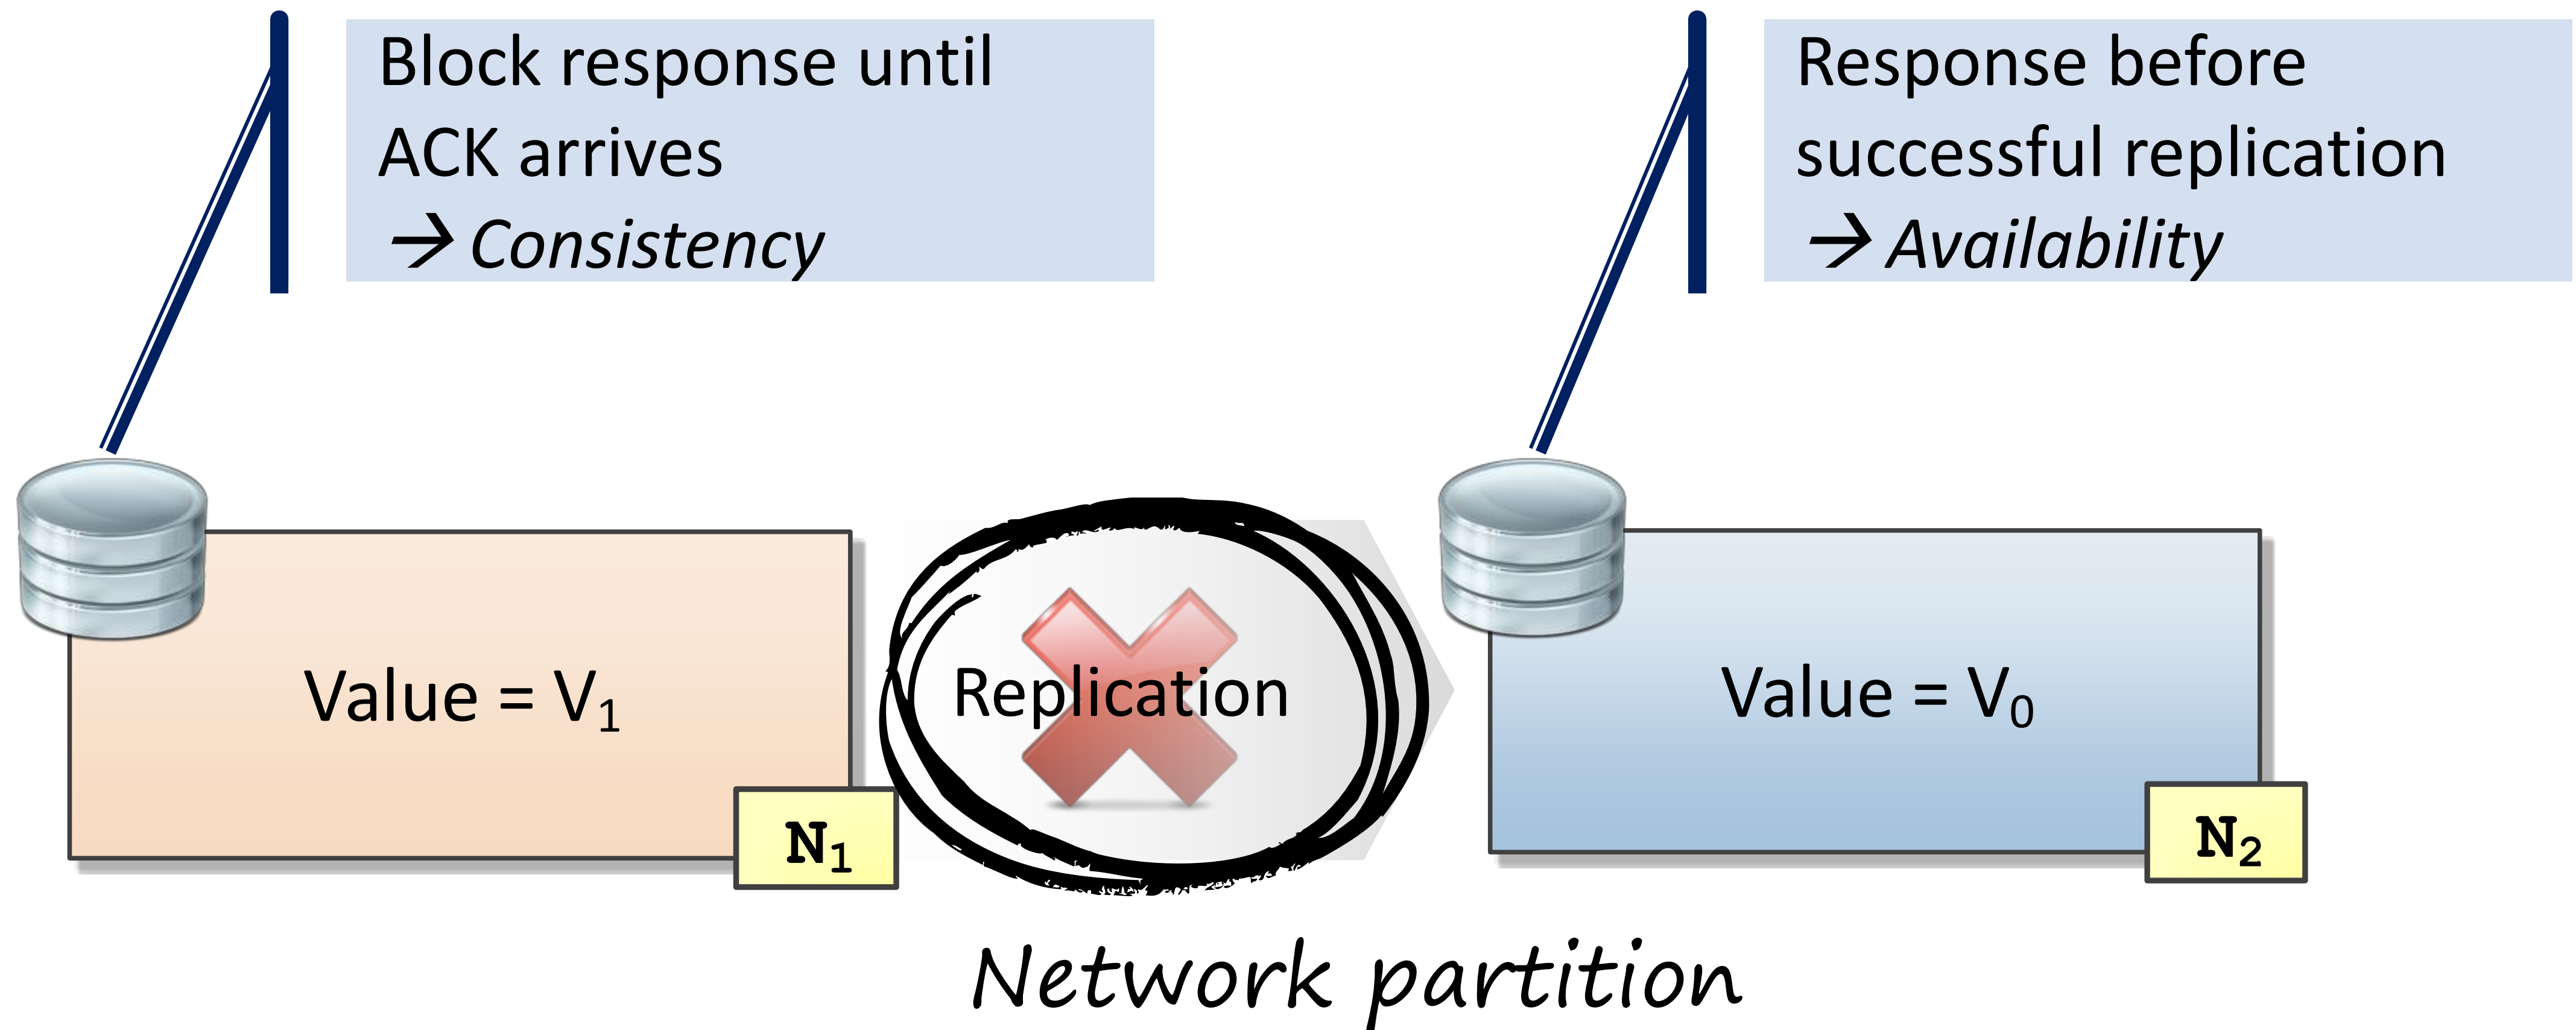 Block response until
ACK arrives
→ Consistency
Response before
successful replication
→ Availability
Value = V₁
Replication
Value = V₀
N₁
N₂
Network partition